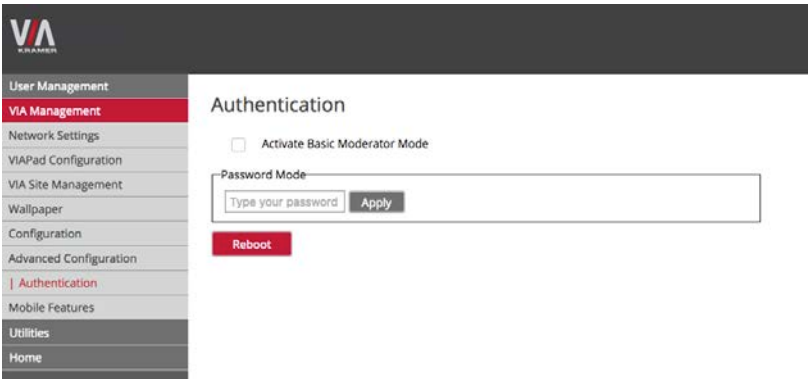 VIA
KRAMER
User Management
VIA Management
Network Settings
VIAPad Configuration
VIA Site Management
Wallpaper
Configuration
Advanced Configuration
| Authentication
Mobile Features
Utilities
Home
Authentication
Activate Basic Moderator Mode
Password Mode
Type your password Apply
Reboot